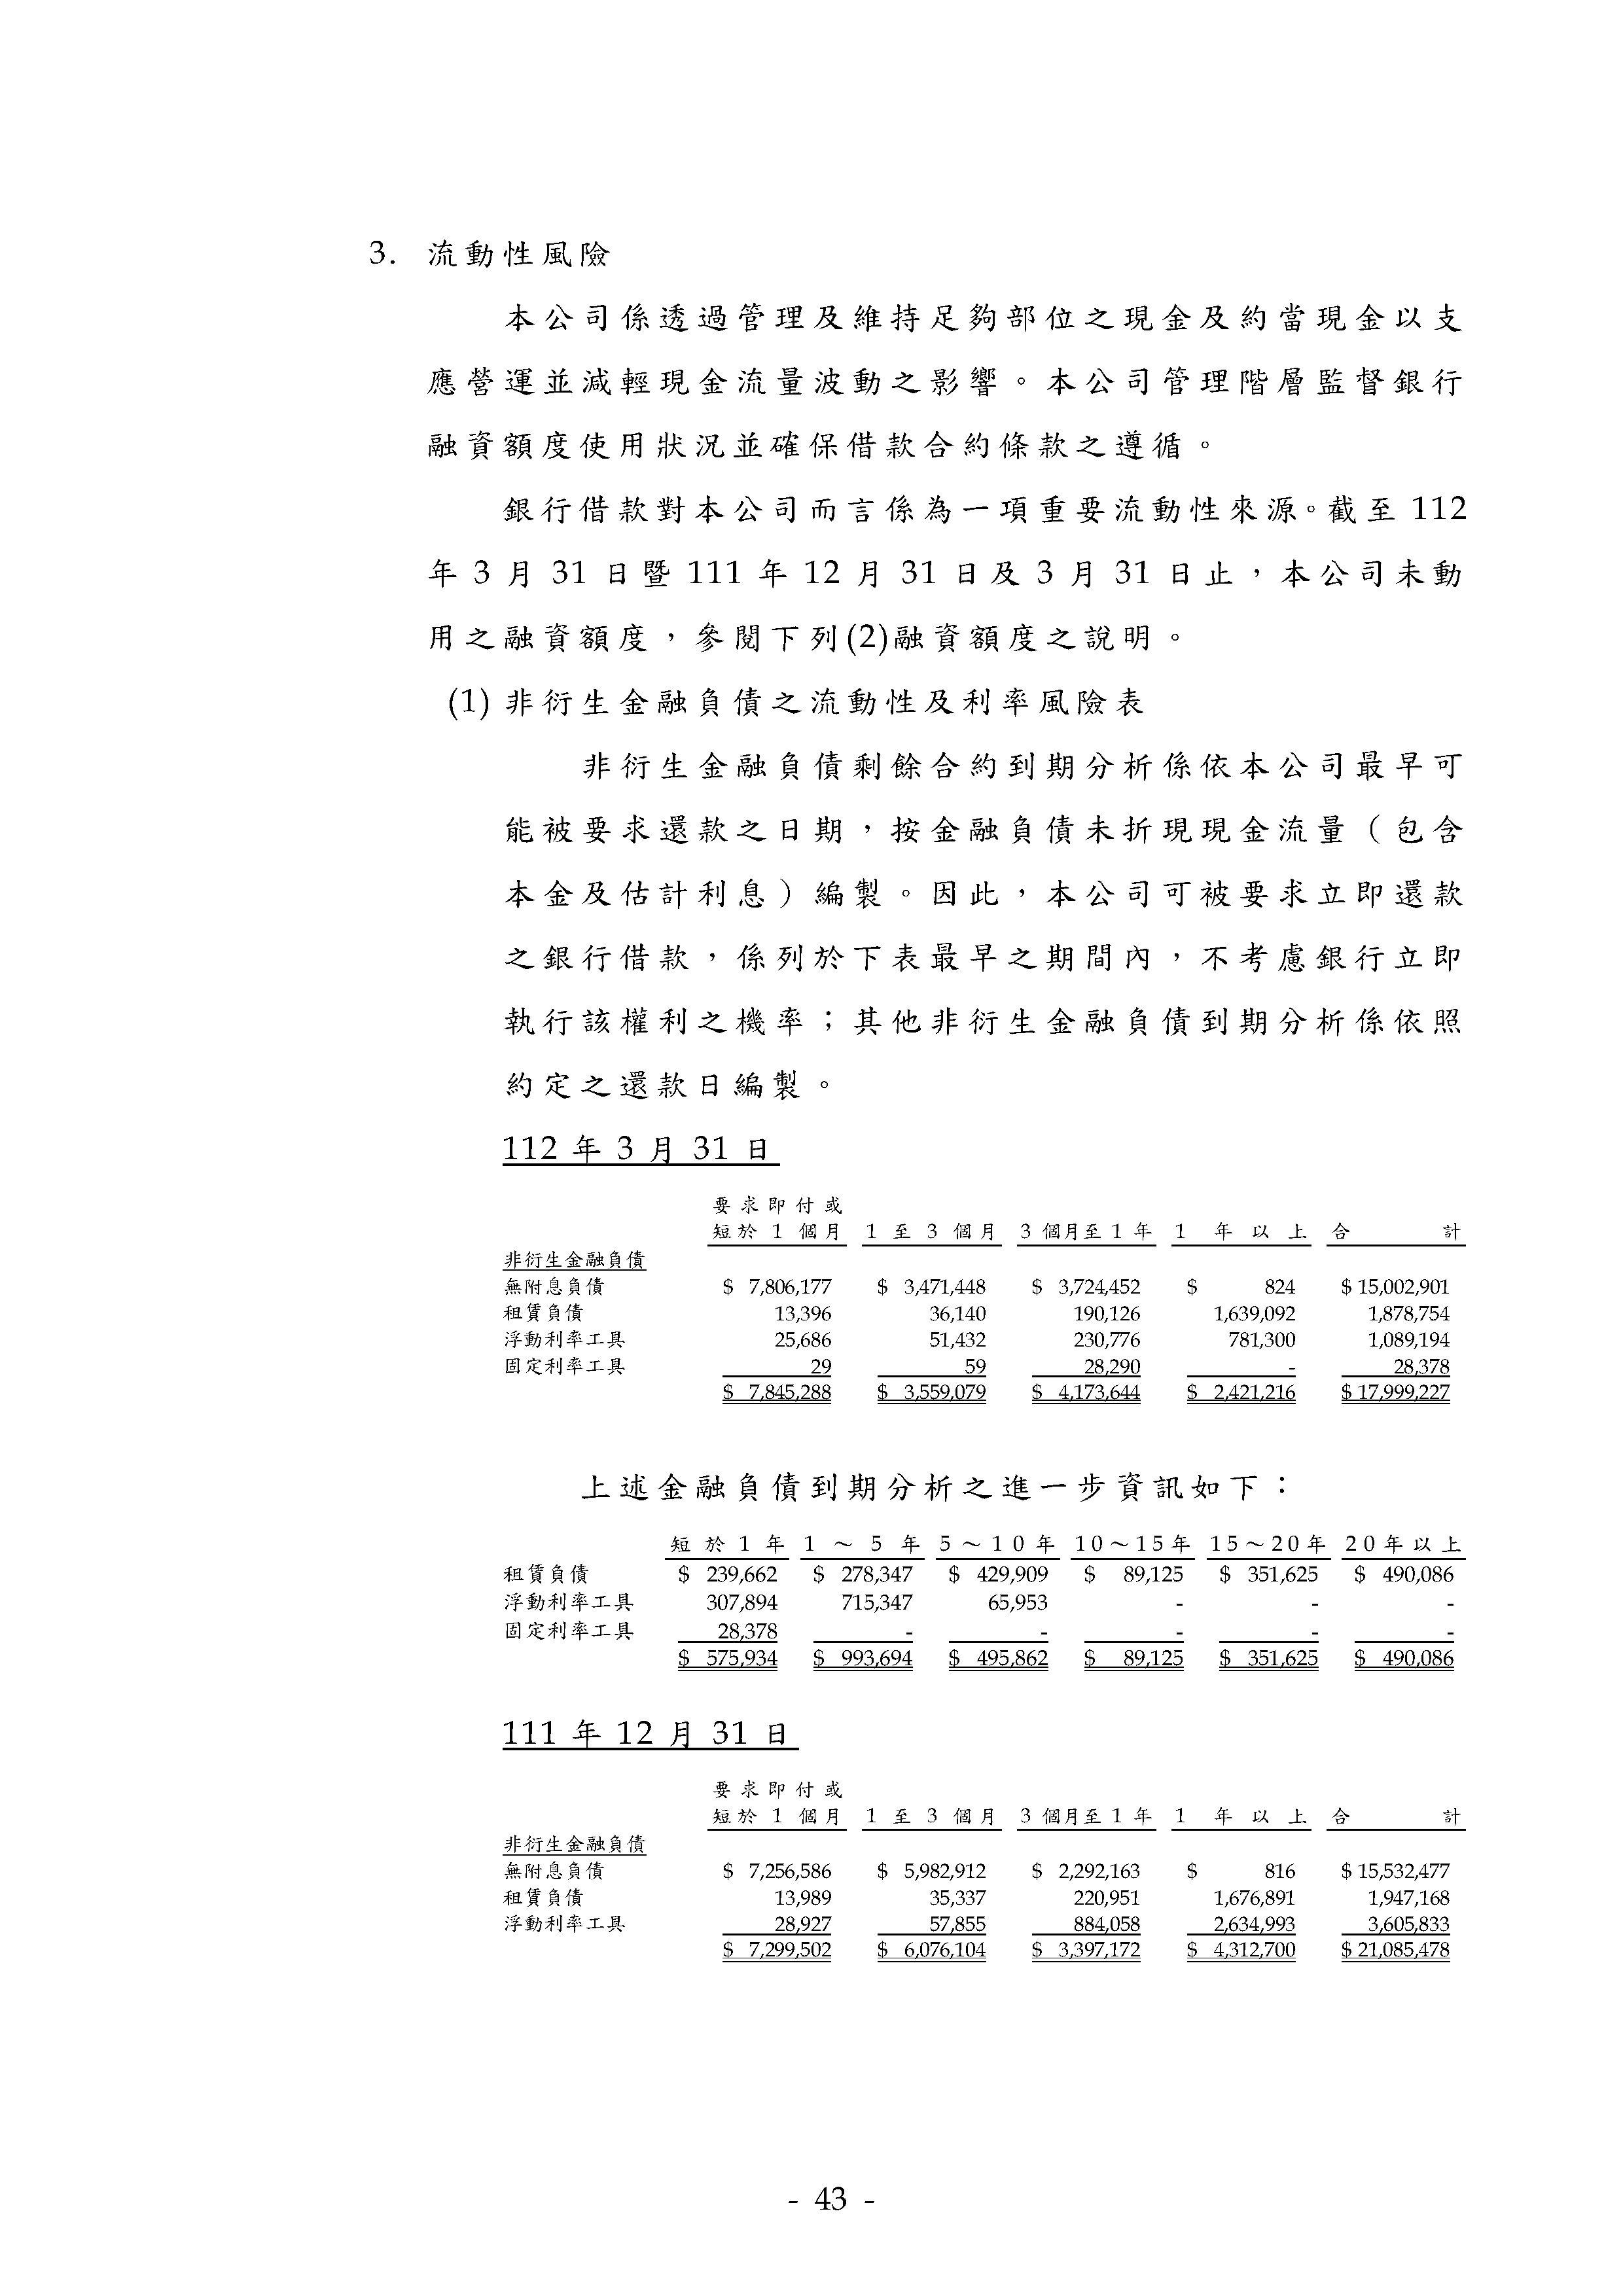 3. 流動性風險
本公司係透過管理及維持足夠部位之現金及約當現金以支
應營運並減輕現金流量波動之影響。本公司管理階層監督銀行
融資額度使用狀況並確保借款合約條款之遵循。
銀行借款對本公司而言係為一項重要流動性來源。截至 112
年 3 月 31 日暨 111 年 12 月 31 日及 3 月 31 日止，本公司未動
用之融資額度，參閱下列(2)融資額度之說明。
(1) 非衍生金融負債之流動性及利率風險表
非衍生金融負債剩餘合約到期分析係依本公司最早可
能被要求還款之日期，按金融負債未折現現金流量（包含
本金及估計利息）編製。因此，本公司可被要求立即還款
之銀行借款，係列於下表最早之期間內，不考慮銀行立即
執行該權利之機率；其他非衍生金融負債到期分析係依照
約定之還款日編製。
112 年 3 月 31 日
要求即付或
短於 1 個月 1 至 3 個月 3 個月至 1 年 1 年以上 合計
非衍生金融負債
無附息負債 $ 7,806,177 $ 3,471,448 $ 3,724,452 $ 824 $ 15,002,901
租賃負債 13,396 36,140 190,126 1,639,092 1,878,754
浮動利率工具 25,686 51,432 230,776 781,300 1,089,194
固定利率工具 29 59 28,290 - 28,378
$ 7,845,288 $ 3,559,079 $ 4,173,644 $ 2,421,216 $ 17,999,227
上述金融負債到期分析之進一步資訊如下：
短於 1 年 1 ～ 5 年 5 ～ 10 年 10～15年 15～20年 20年以上
租賃負債 $ 239,662 $ 278,347 $ 429,909 $ 89,125 $ 351,625 $ 490,086
浮動利率工具 307,894 715,347 65,953 - - -
固定利率工具 28,378 - - - - -
$ 575,934 $ 993,694 $ 495,862 $ 89,125 $ 351,625 $ 490,086
111 年 12 月 31 日
要求即付或
短於 1 個月 1 至 3 個月 3 個月至 1 年 1 年以上 合計
非衍生金融負債
無附息負債 $ 7,256,586 $ 5,982,912 $ 2,292,163 $ 816 $ 15,532,477
租賃負債 13,989 35,337 220,951 1,676,891 1,947,168
浮動利率工具 28,927 57,855 884,058 2,634,993 3,605,833
$ 7,299,502 $ 6,076,104 $ 3,397,172 $ 4,312,700 $ 21,085,478
- 43 -